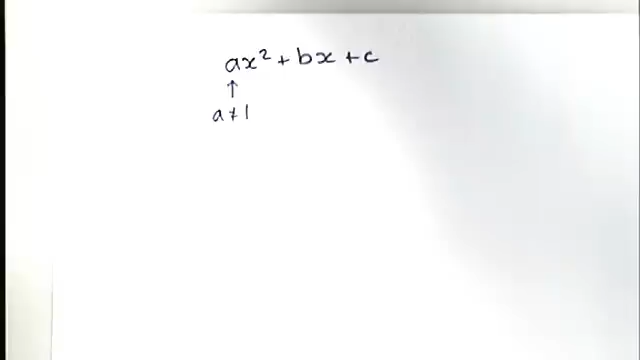 ax² + bx + c
↑
a ≠ 1